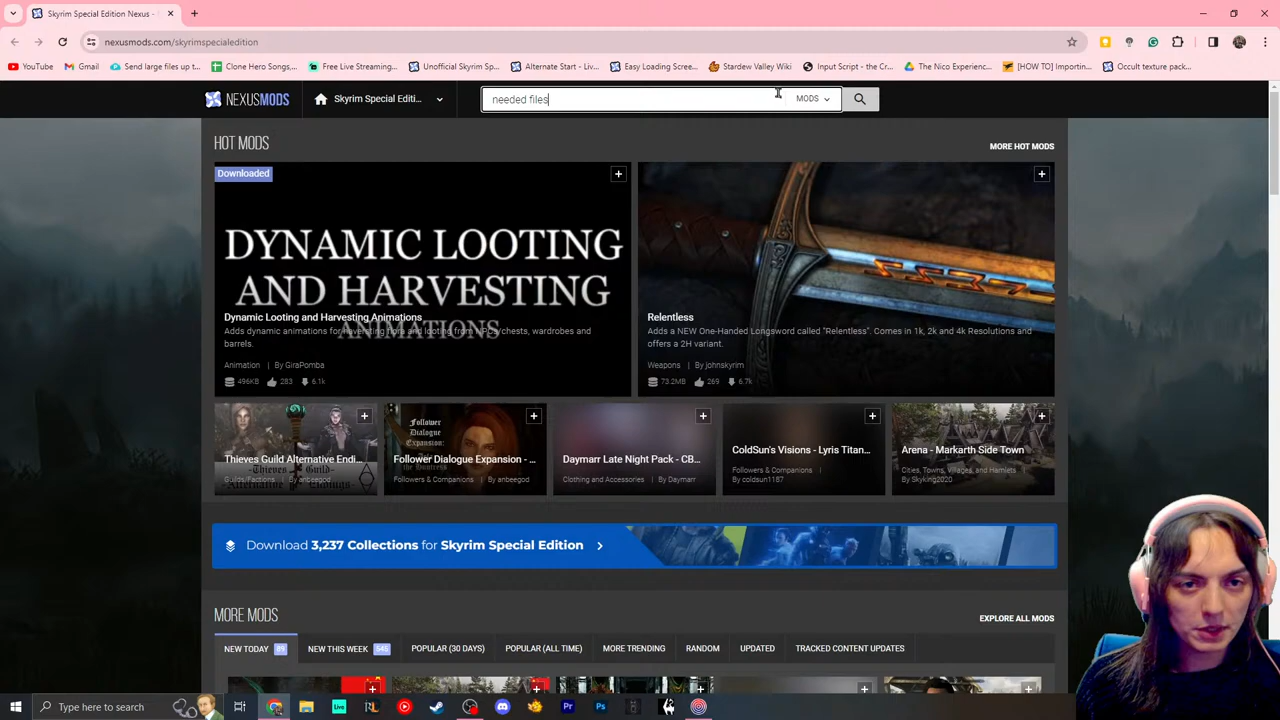 Skyrim Special Edition Nexus -
nexusmods.com/skyrimspecialedition
YouTube
Gmail
Send large files up t...
Clone Hero Songs,...
Free Live Streaming...
Unofficial Skyrim Sp...
Alternate Start - Liv...
Easy Loading Scree...
Stardew Valley Wiki
Input Script - the Cr...
The Nico Experienc...
[HOW TO] Importin...
Occult texture pack...
NEXUSMODS
Skyrim Special Editi...
needed files
MODS
HOT MODS
MORE HOT MODS
Downloaded
DYNAMIC LOOTING
AND HARVESTING
ANIMATIONS
Dynamic Looting and Harvesting Animations
Adds dynamic animations for harvesting flora and looting from NPCs/chests, wardrobes and
barrels.
Animation | By GiraPomba
496KB 283 6.1k
Relentless
Adds a NEW One-Handed Longsword called "Relentless". Comes in 1k, 2k and 4k Resolutions and
offers a 2H variant.
Weapons | By johnskyrim
73.2MB 269 6.7k
Thieves Guild Alternative Endi...
Guilds/Factions | By anbeegod
Follower
Dialogue
Expansion:
Follower Dialogue Expansion - ...
Followers & Companions | By anbeegod
Daymarr Late Night Pack - CB...
Clothing and Accessories | By Daymarr
ColdSun's Visions - Lyris Titan...
Followers & Companions |
By coldsun1187
Arena - Markarth Side Town
Cities, Towns, Villages, and Hamlets |
By Skyking2020
Download 3,237 Collections for Skyrim Special Edition
MORE MODS
EXPLORE ALL MODS
NEW TODAY 89
NEW THIS WEEK 545
POPULAR (30 DAYS)
POPULAR (ALL TIME)
MORE TRENDING
RANDOM
UPDATED
TRACKED CONTENT UPDATES
Type here to search
Live